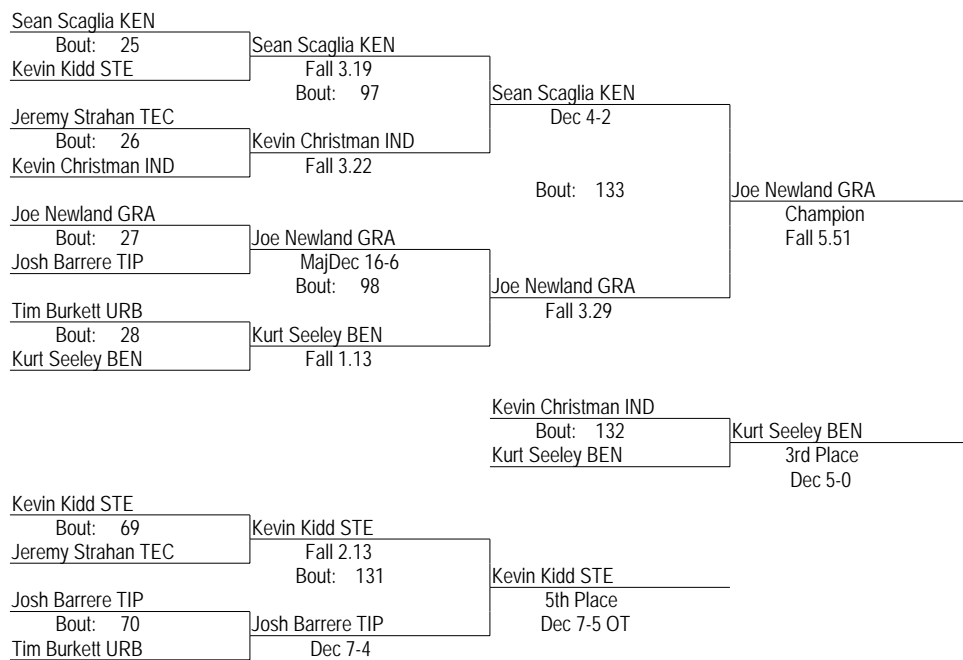 Sean Scaglia KEN
Bout: 25
Kevin Kidd STE
Sean Scaglia KEN
Fall 3.19
Bout: 97
Jeremy Strahan TEC
Bout: 26
Kevin Christman IND
Kevin Christman IND
Fall 3.22
Sean Scaglia KEN
Dec 4-2
Bout: 133
Joe Newland GRA
Bout: 27
Josh Barrere TIP
Joe Newland GRA
MajDec 16-6
Bout: 98
Tim Burkett URB
Bout: 28
Kurt Seeley BEN
Kurt Seeley BEN
Fall 1.13
Joe Newland GRA
Fall 3.29
Joe Newland GRA
Champion
Fall 5.51
Kevin Christman IND
Bout: 132
Kurt Seeley BEN
Kurt Seeley BEN
3rd Place
Dec 5-0
Kevin Kidd STE
Bout: 69
Jeremy Strahan TEC
Kevin Kidd STE
Fall 2.13
Bout: 131
Josh Barrere TIP
Bout: 70
Tim Burkett URB
Josh Barrere TIP
Dec 7-4
Kevin Kidd STE
5th Place
Dec 7-5 OT